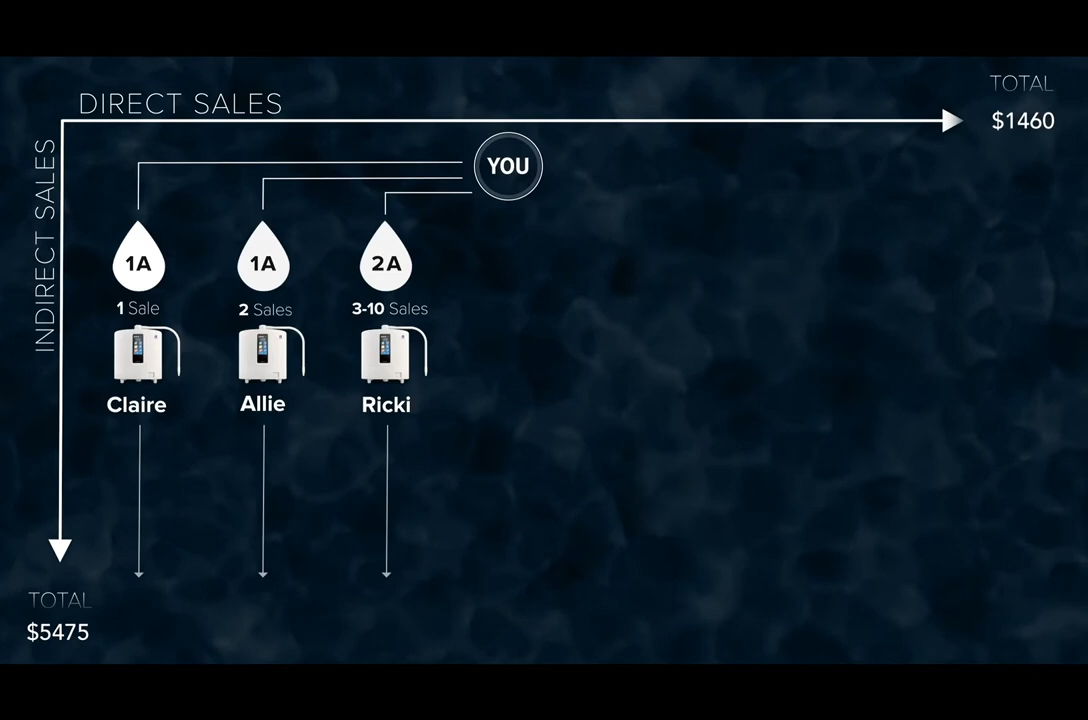 TOTAL
DIRECT SALES
$1460
INDIRECT SALES
YOU
1A
1A
2A
1 Sale
2 Sales
3-10 Sales
Claire
Allie
Ricki
TOTAL
$5475